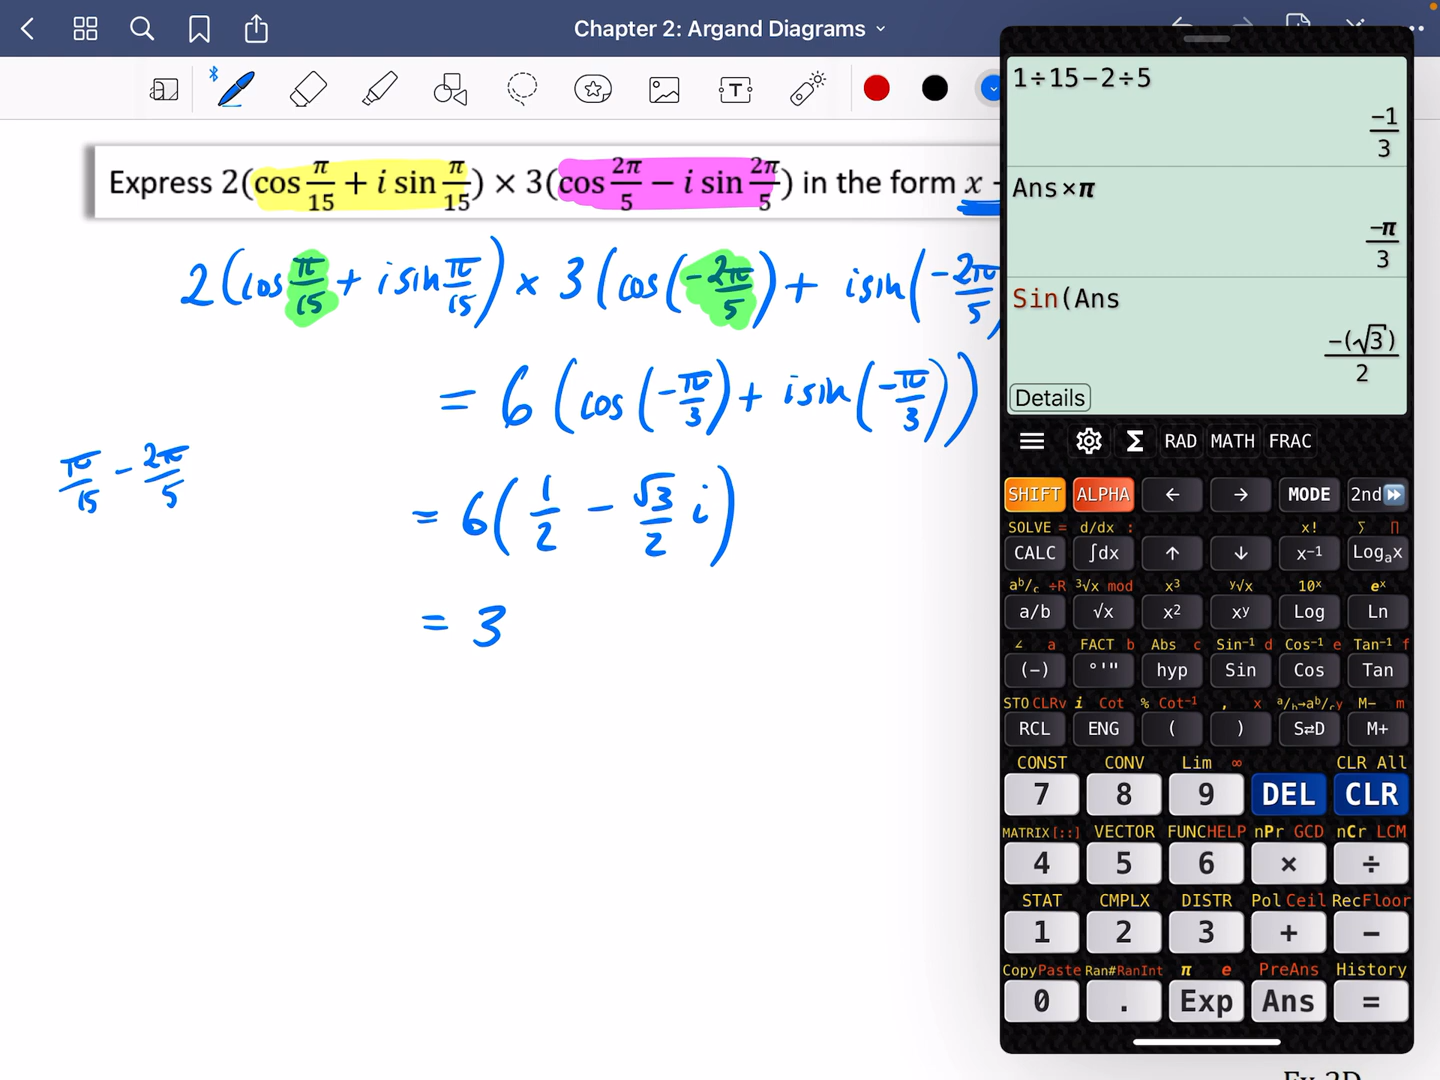 Chapter 2: Argand Diagrams
Express 2(cos π/15 + i sin π/15) × 3(cos 2π/5 − i sin 2π/5) in the form x
2(cos π/15 + i sin π/15) × 3(cos(-2π/5) + i sin(-2π/5
= 6(cos(-π/3) + i sin(-π/3))
π/15 - 2π/5
= 6(1/2 - √3/2 i)
= 3
1÷15−2÷5
-1/3
Ans×π
-π/3
Sin(Ans
-(√3)/2
Details
RAD MATH FRAC
SHIFT ALPHA ← → MODE 2nd
SOLVE = d/dx : x! ∑ ∏
CALC ∫dx ↑ ↓ x⁻¹ Logₐx
aᵇ/c ÷R ³√x mod x³ ʸ√x 10ˣ eˣ
a/b √x x² xʸ Log Ln
∠ a FACT b Abs c Sin⁻¹ d Cos⁻¹ e Tan⁻¹ f
(−) °'" hyp Sin Cos Tan
STO CLRv i Cot % Cot⁻¹ , x y M− m
RCL ENG ( ) S⇄D M+
CONST CONV Lim ∞ CLR All
7 8 9 DEL CLR
MATRIX [::] VECTOR FUNC HELP nPr GCD nCr LCM
4 5 6 × ÷
STAT CMPLX DISTR Pol Ceil Rec Floor
1 2 3 + −
Copy Paste Ran# RanInt π e PreAns History
0 . Exp Ans =